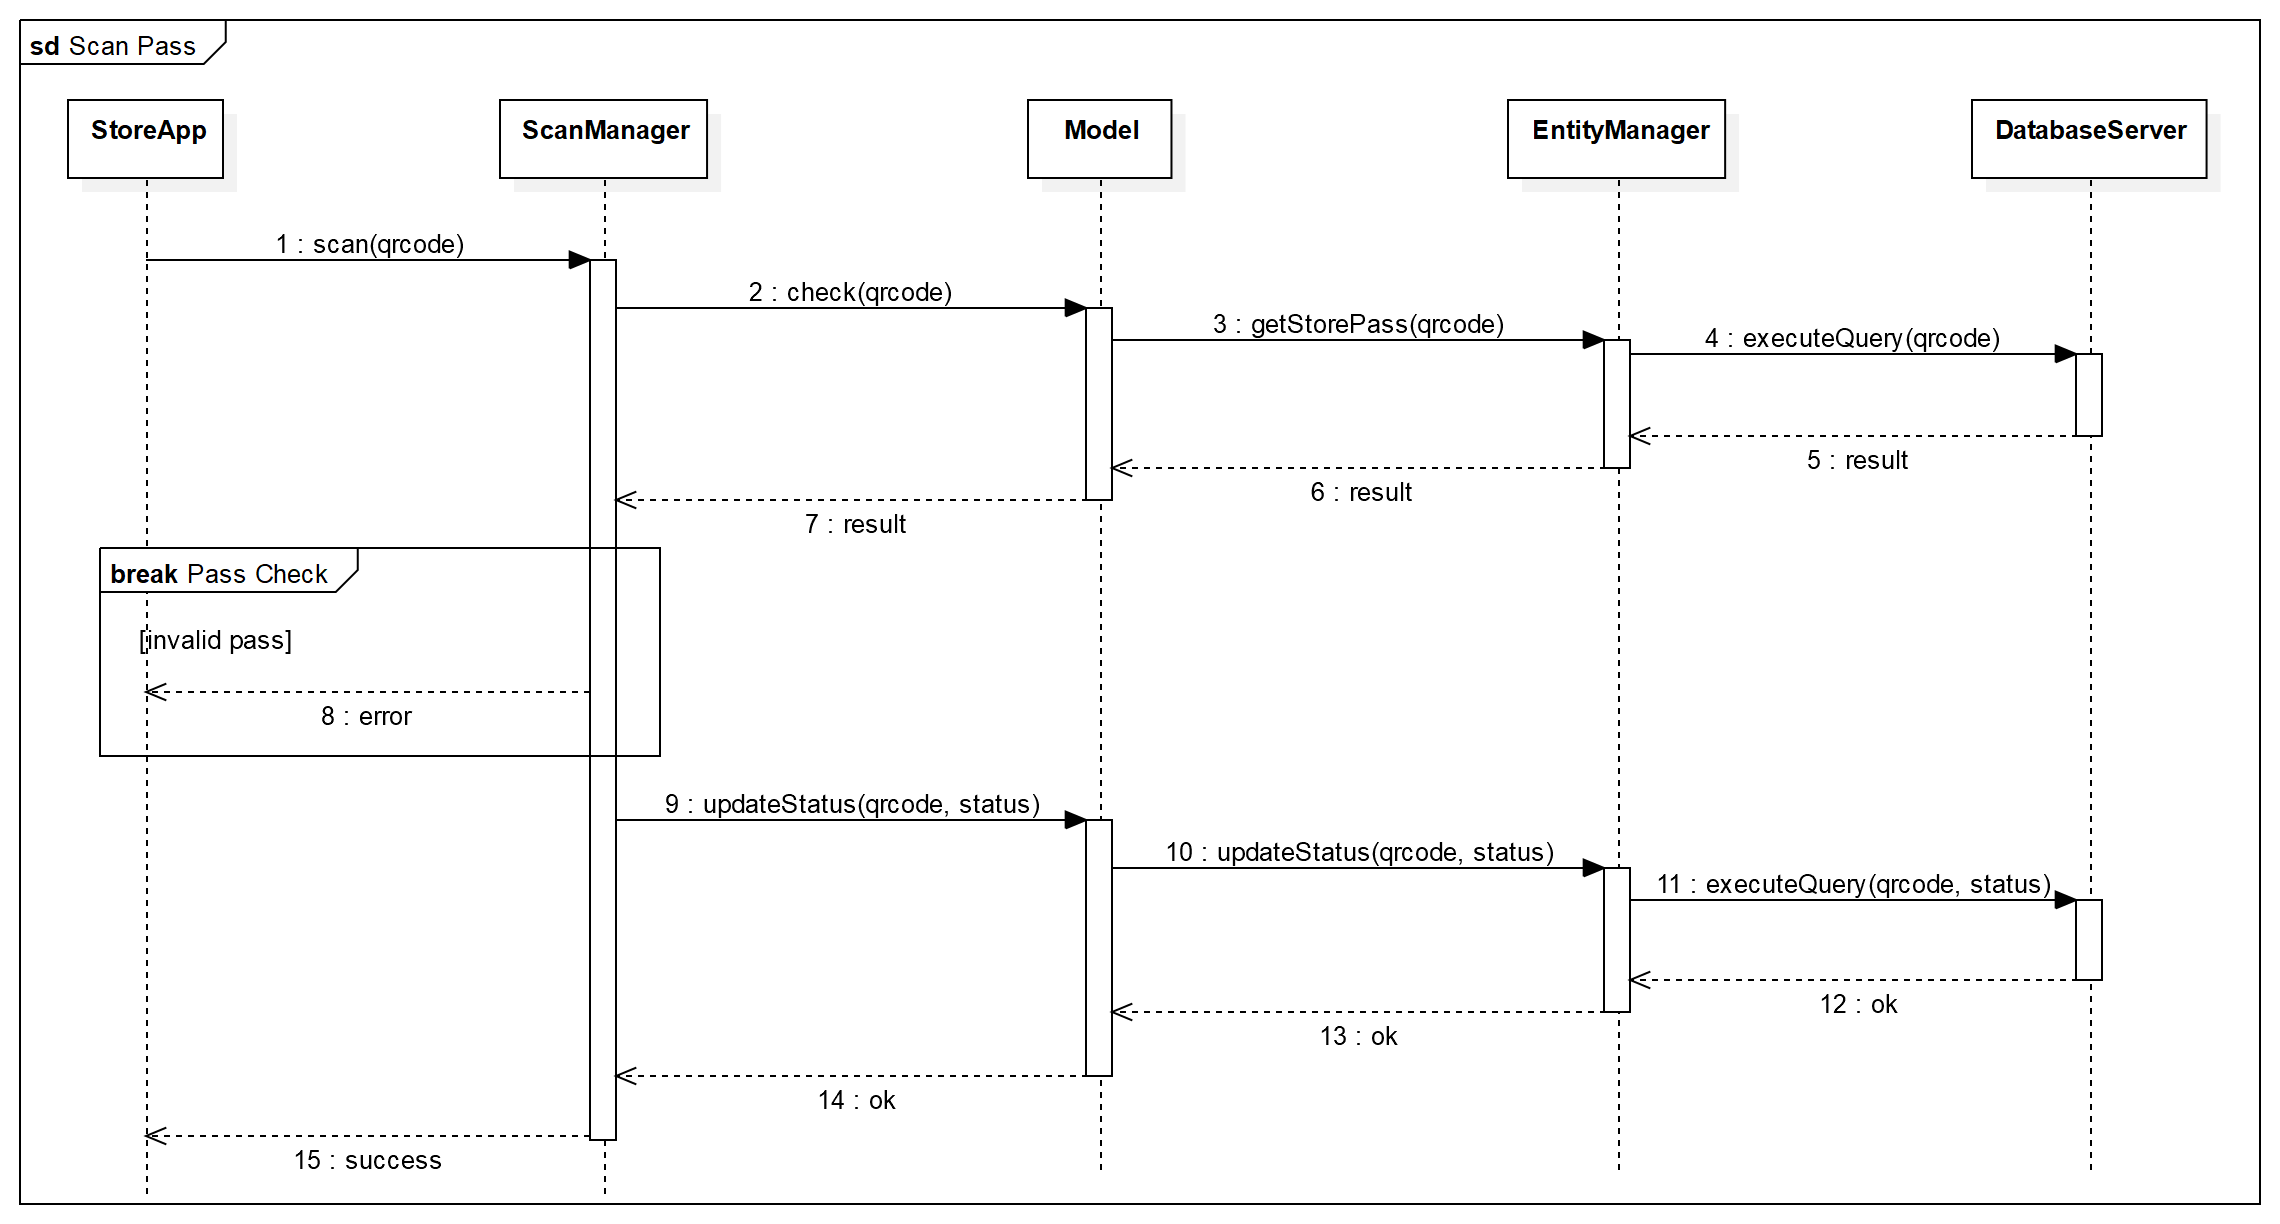 sd Scan Pass
StoreApp
ScanManager
Model
EntityManager
DatabaseServer
1 : scan(qrcode)
2 : check(qrcode)
3 : getStorePass(qrcode)
4 : executeQuery(qrcode)
5 : result
6 : result
7 : result
break Pass Check
[invalid pass]
8 : error
9 : updateStatus(qrcode, status)
10 : updateStatus(qrcode, status)
11 : executeQuery(qrcode, status)
12 : ok
13 : ok
14 : ok
15 : success